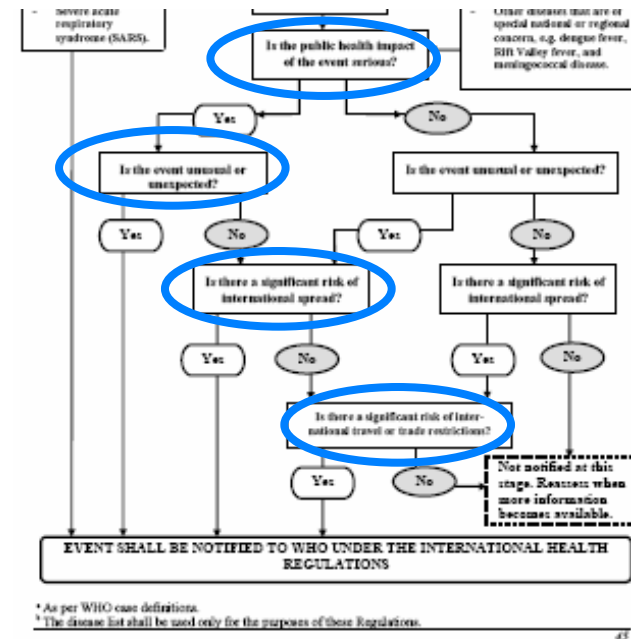 - Severe acute
respiratory
syndrome (SARS).
- Other diseases that are of
special national or regional
concern, e.g. dengue fever,
Rift Valley fever, and
meningococcal disease.
Is the public health impact
of the event serious?
Yes
No
Is the event unusual or
unexpected?
Is the event unusual or unexpected?
Yes
No
Yes
No
Is there a significant risk of
international spread?
Is there a significant risk of
international spread?
Yes
No
Yes
No
Is there a significant risk of inter-
national travel or trade restrictions?
Yes
No
Not notified at this
stage. Reassess when
more information
becomes available.
EVENT SHALL BE NOTIFIED TO WHO UNDER THE INTERNATIONAL HEALTH
REGULATIONS
a As per WHO case definitions.
b The disease list shall be used only for the purposes of these Regulations.